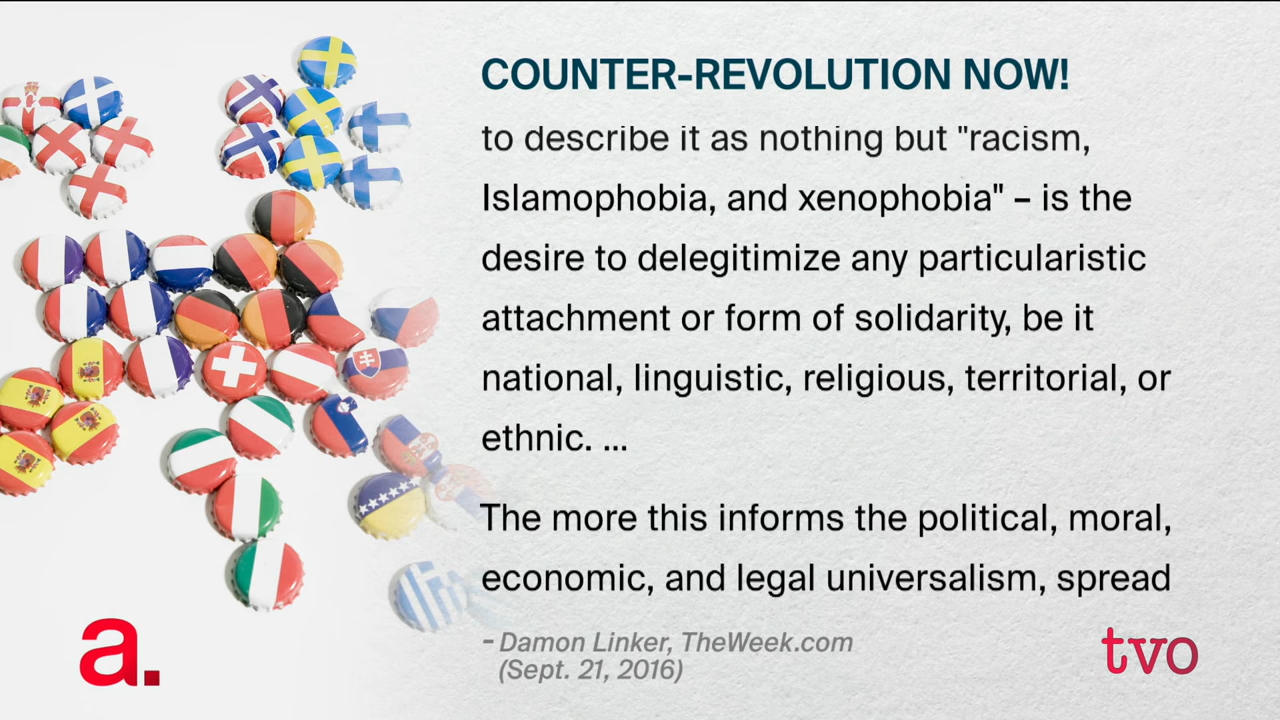 COUNTER-REVOLUTION NOW!
to describe it as nothing but "racism,
Islamophobia, and xenophobia" – is the
desire to delegitimize any particularistic
attachment or form of solidarity, be it
national, linguistic, religious, territorial, or
ethnic. ...
The more this informs the political, moral,
economic, and legal universalism, spread
– Damon Linker, TheWeek.com
(Sept. 21, 2016)
a.
tvo